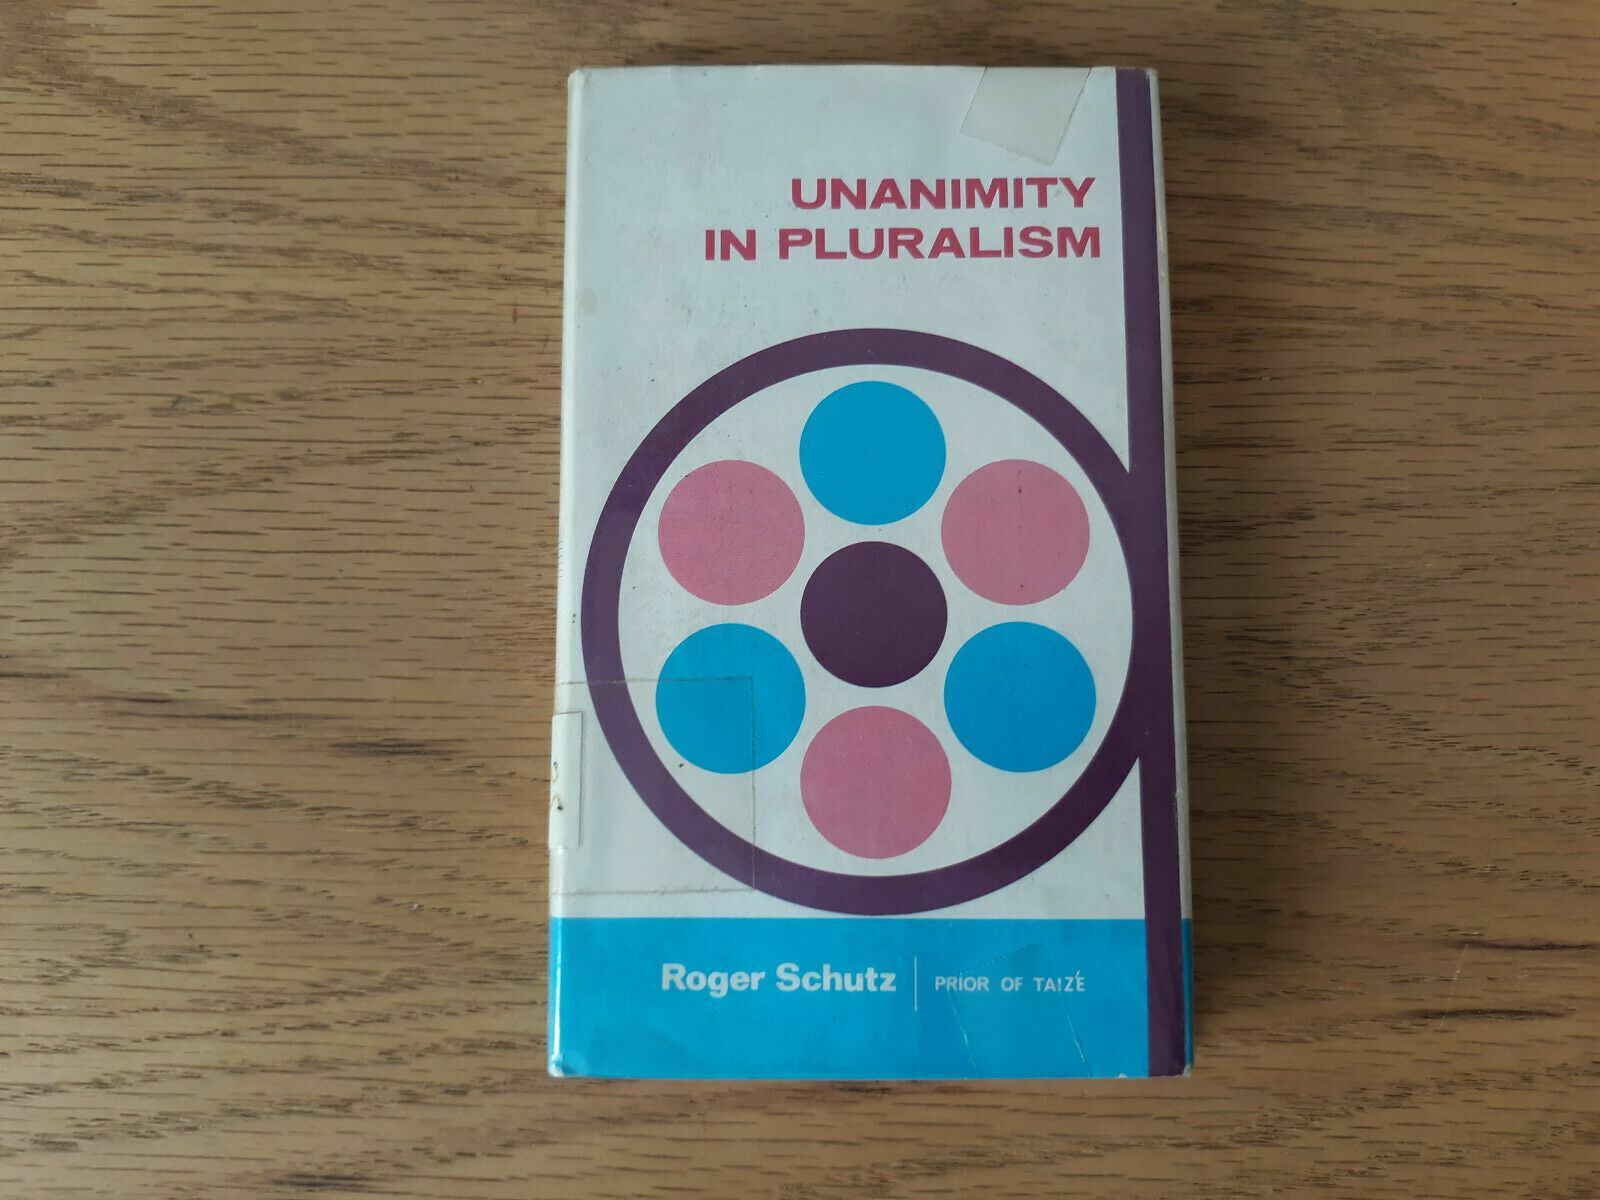 UNANIMITY
IN PLURALISM
Roger Schutz | PRIOR OF TAIZÉ